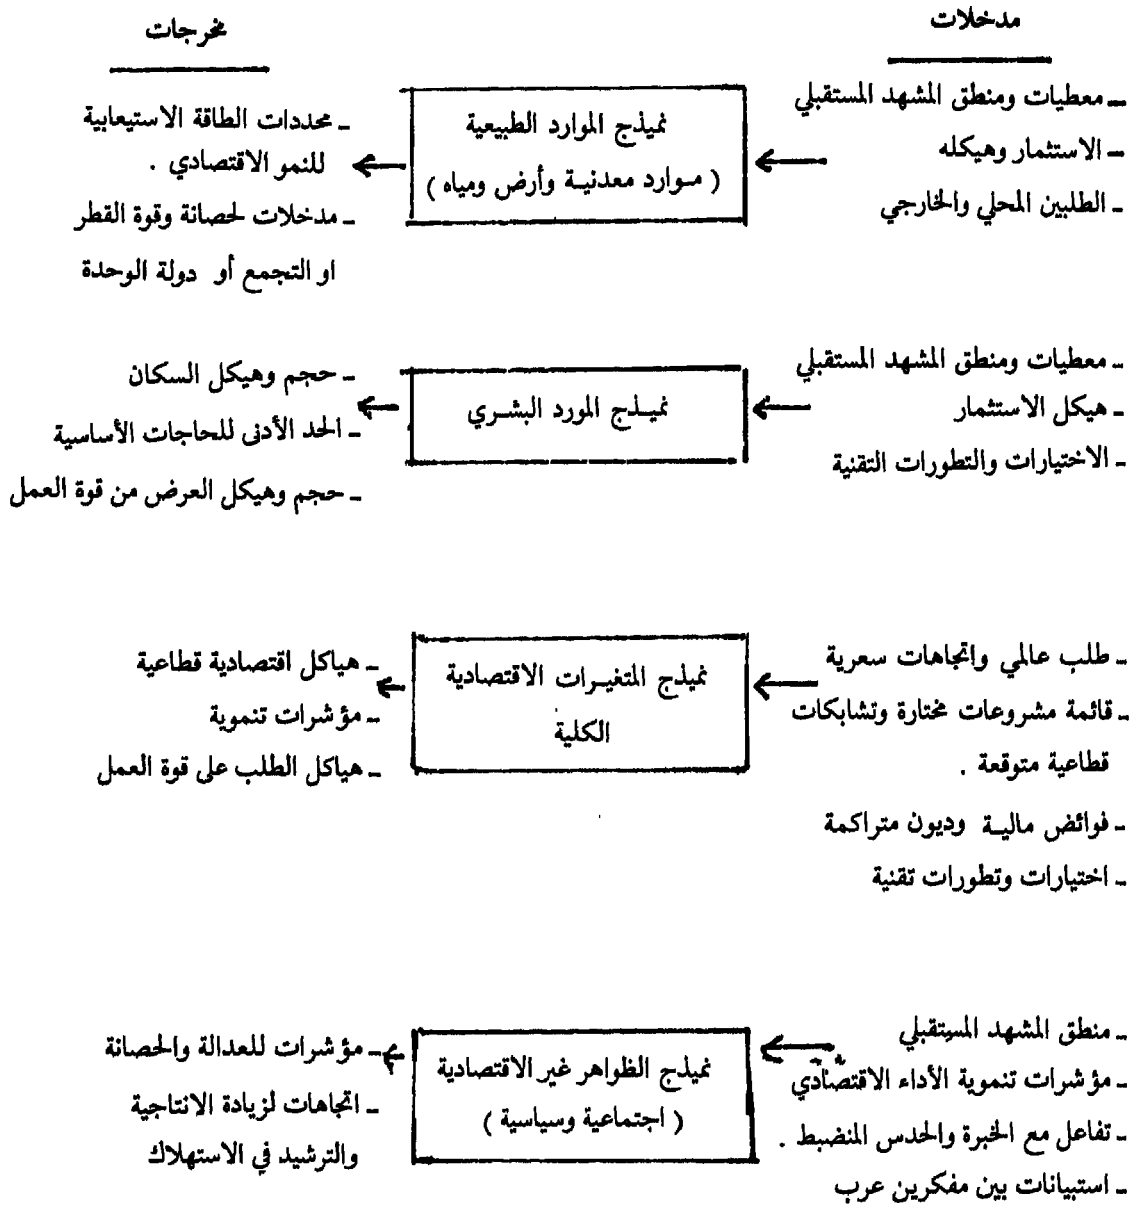 مدخلات
مخرجات
ـ معطيات ومنطق المشهد المستقبلي
ـ الاستثمار وهيكله
ـ الطلبين المحلي والخارجي
نميذج الموارد الطبيعية
( موارد معدنية وأرض ومياه )
ـ محددات الطاقة الاستيعابية
للنمو الاقتصادي .
ـ مدخلات لحصانة وقوة القطر
او التجمع أو دولة الوحدة
ـ معطيات ومنطق المشهد المستقبلي
ـ هيكل الاستثمار
ـ الاختيارات والتطورات التقنية
نميذج المورد البشري
ـ حجم وهيكل السكان
ـ الحد الأدنى للحاجات الأساسية
ـ حجم وهيكل العرض من قوة العمل
ـ طلب عالمي واتجاهات سعرية
ـ قائمة مشروعات مختارة وتشابكات
قطاعية متوقعة .
ـ فوائض مالية وديون متراكمة
ـ اختيارات وتطورات تقنية
نميذج المتغيرات الاقتصادية
الكلية
ـ هياكل اقتصادية قطاعية
ـ مؤشرات تنموية
ـ هياكل الطلب على قوة العمل
ـ منطق المشهد المستقبلي
ـ مؤشرات تنموية الأداء الاقتصادي
ـ تفاعل مع الخبرة والحدس المنضبط .
ـ استبيانات بين مفكرين عرب
نميذج الظواهر غير الاقتصادية
( اجتماعية وسياسية )
ـ مؤشرات للعدالة والحصانة
ـ اتجاهات لزيادة الانتاجية
والترشيد في الاستهلاك